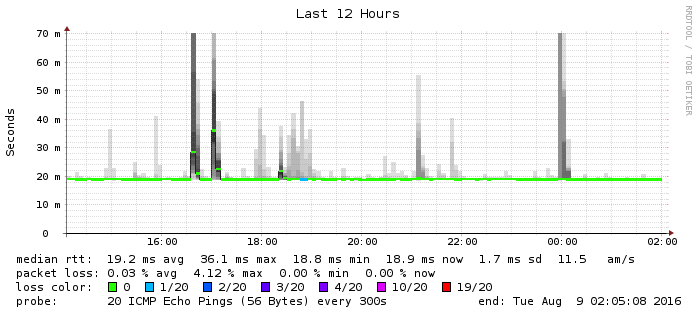 Last 12 Hours
RRDTOOL / TOBI OETIKER
Seconds
70 m
60 m
50 m
40 m
30 m
20 m
10 m
0
16:00 18:00 20:00 22:00 00:00 02:00
median rtt: 19.2 ms avg 36.1 ms max 18.8 ms min 18.9 ms now 1.7 ms sd 11.5 am/s
packet loss: 0.03 % avg 4.12 % max 0.00 % min 0.00 % now
loss color: 0 1/20 2/20 3/20 4/20 10/20 19/20
probe: 20 ICMP Echo Pings (56 Bytes) every 300s end: Tue Aug 9 02:05:08 2016